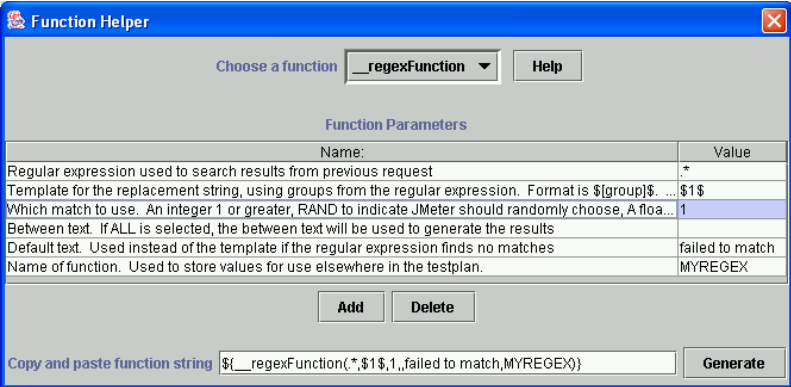 Function Helper
Choose a function __regexFunction Help
Function Parameters
Name: Value
Regular expression used to search results from previous request .*
Template for the replacement string, using groups from the regular expression. Format is $[group]$. ... $1$
Which match to use. An integer 1 or greater, RAND to indicate JMeter should randomly choose, A floa... 1
Between text. If ALL is selected, the between text will be used to generate the results
Default text. Used instead of the template if the regular expression finds no matches failed to match
Name of function. Used to store values for use elsewhere in the testplan. MYREGEX
Add Delete
Copy and paste function string ${__regexFunction(.*,$1$,1,,failed to match,MYREGEX)} Generate